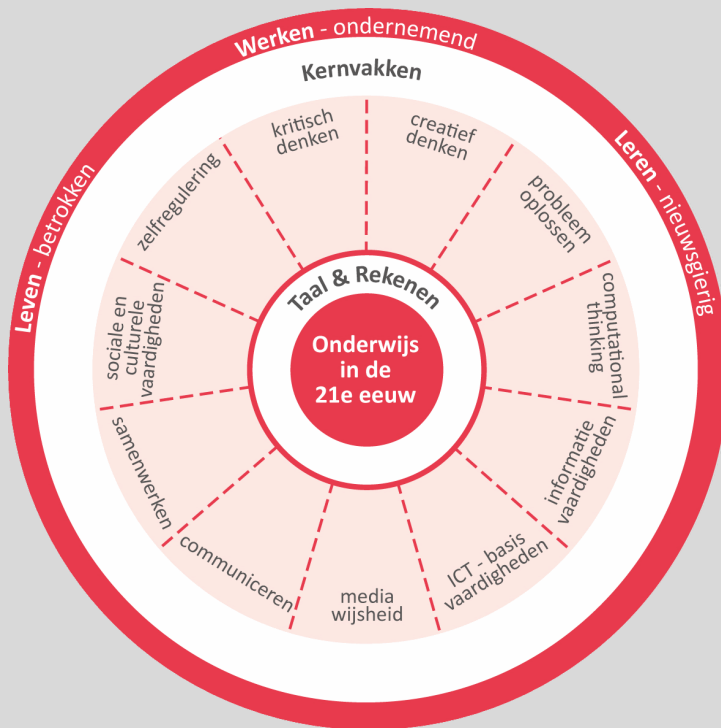 Werken - ondernemend
Leren - nieuwsgierig
Leven - betrokken
Kernvakken
kritisch
denken
creatief
denken
probleem
oplossen
computational
thinking
informatie
vaardigheden
ICT - basis
vaardigheden
media
wijsheid
communiceren
samenwerken
sociale en
culturele
vaardigheden
zelfregulering
Taal & Rekenen
Onderwijs
in de
21e eeuw